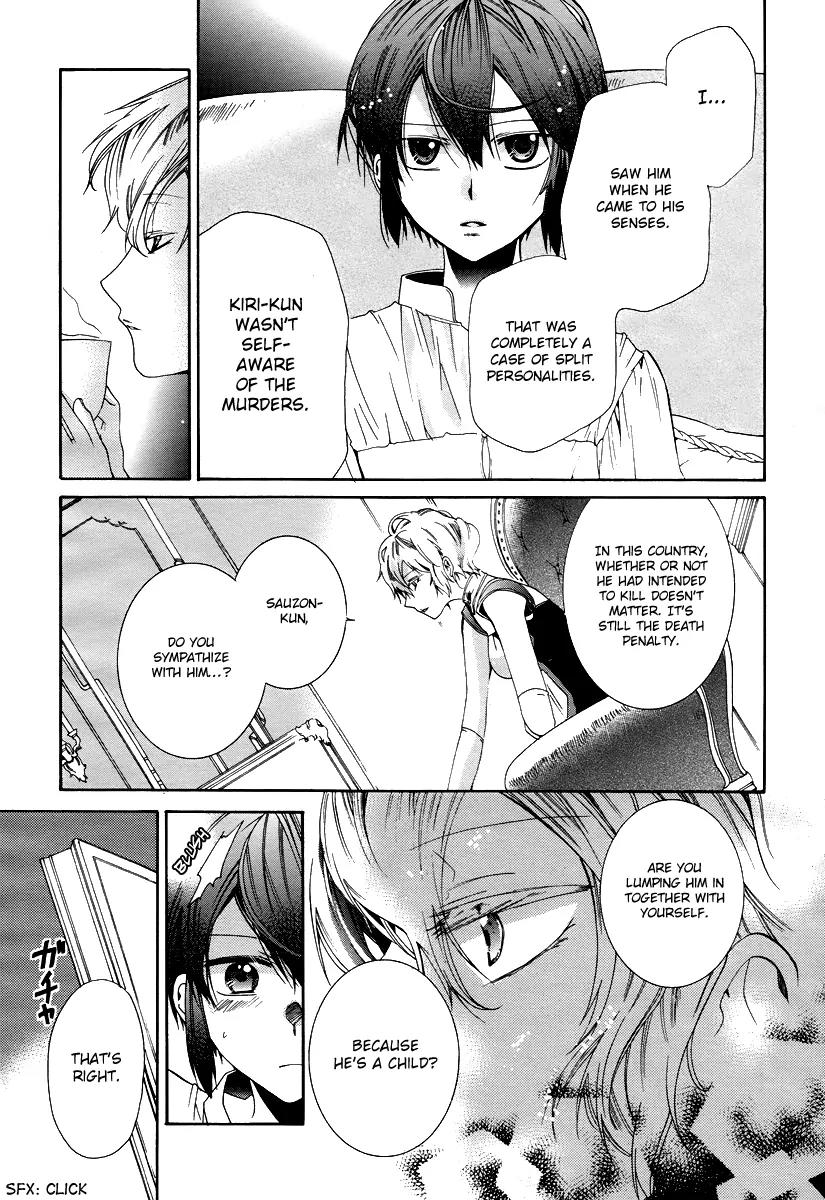 I...
SAW HIM
WHEN HE
CAME TO HIS
SENSES.
THAT WAS
COMPLETELY A
CASE OF SPLIT
PERSONALITIES.
KIRI-KUN
WASN'T
SELF-
AWARE
OF THE
MURDERS.
IN THIS COUNTRY,
WHETHER OR NOT
HE HAD INTENDED
TO KILL DOESN'T
MATTER. IT'S
STILL THE DEATH
PENALTY.
SAUZON-
KUN,
DO YOU
SYMPATHIZE
WITH HIM...?
ARE YOU
LUMPING HIM IN
TOGETHER WITH
YOURSELF.
BECAUSE
HE'S A CHILD?
BLUSH
ガチャ
THAT'S
RIGHT.
SFX: CLICK